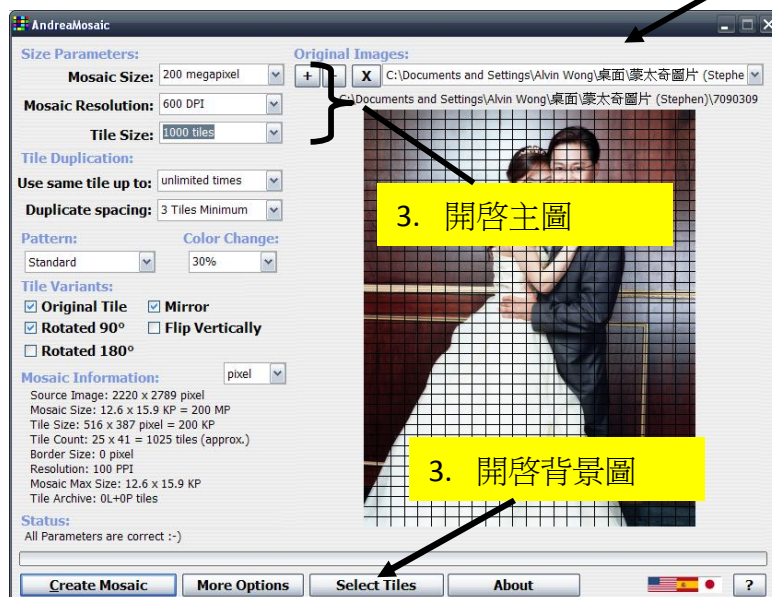 AndreaMosaic
Size Parameters:
Mosaic Size: 200 megapixel
Mosaic Resolution: 600 DPI
Tile Size: 1000 tiles
Tile Duplication:
Use same tile up to: unlimited times
Duplicate spacing: 3 Tiles Minimum
Pattern: Color Change:
Standard 30%
Tile Variants:
Original Tile Mirror
Rotated 90º Flip Vertically
Rotated 180º
Mosaic Information: pixel
Source Image: 2220 x 2789 pixel
Mosaic Size: 12.6 x 15.9 KP = 200 MP
Tile Size: 516 x 387 pixel = 200 KP
Tile Count: 25 x 41 = 1025 tiles (approx.)
Border Size: 0 pixel
Resolution: 100 PPI
Mosaic Max Size: 12.6 x 15.9 KP
Tile Archive: 0L+0P tiles
Status:
All Parameters are correct :-)
Original Images:
+ - X C:\Documents and Settings\Alvin Wong\桌面\蒙太奇圖片 (Stephe
C:\Documents and Settings\Alvin Wong\桌面\蒙太奇圖片 (Stephen)\7090309
3. 開啓主圖
3. 開啓背景圖
Create Mosaic More Options Select Tiles About ?